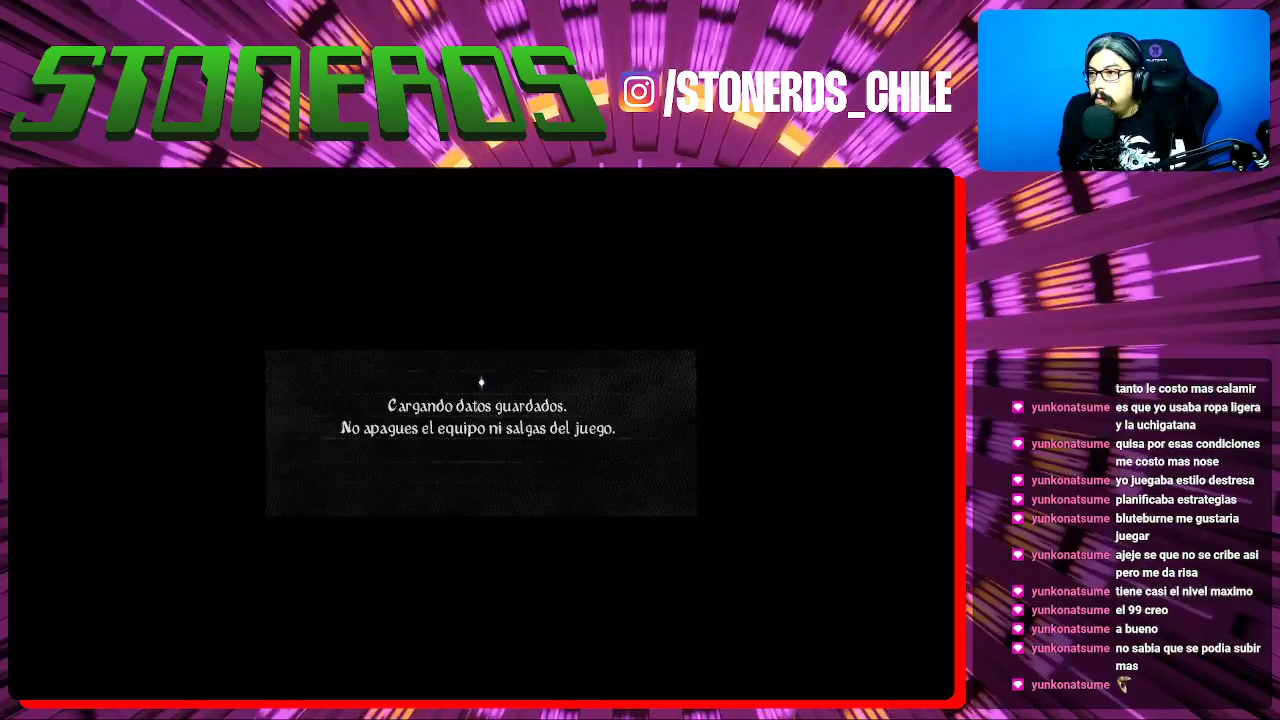 STONERDS
/STONERDS_CHILE
Cargando datos guardados.
No apagues el equipo ni salgas del juego.
tanto le costo mas calamir
yunkonatsume es que yo usaba ropa ligera
y la uchigatana
yunkonatsume quisa por esas condiciones
me costo mas nose
yunkonatsume yo juegaba estilo destresa
yunkonatsume planificaba estrategias
yunkonatsume bluteburne me gustaria
juegar
yunkonatsume ajeje se que no se cribe asi
pero me da risa
yunkonatsume tiene casi el nivel maximo
yunkonatsume el 99 creo
yunkonatsume a bueno
yunkonatsume no sabia que se podia subir
mas
yunkonatsume